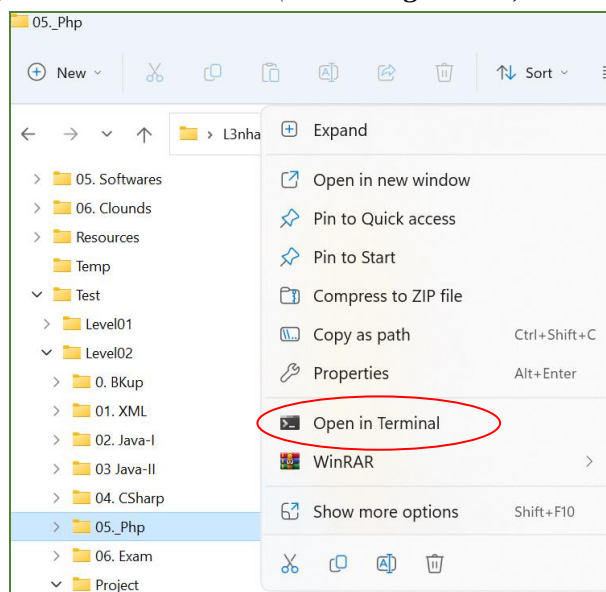 05._Php
New
Sort
L3nha
Expand
05. Softwares
Open in new window
06. Clounds
Pin to Quick access
Resources
Pin to Start
Temp
Compress to ZIP file
Test
Level01
Copy as path Ctrl+Shift+C
Level02
Properties Alt+Enter
0. BKup
01. XML
Open in Terminal
02. Java-I
WinRAR
03 Java-II
04. CSharp
Show more options Shift+F10
05._Php
06. Exam
Project